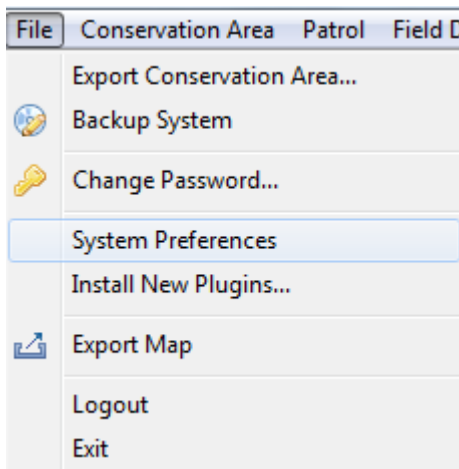 File Conservation Area Patrol Field
Export Conservation Area...
Backup System
Change Password...
System Preferences
Install New Plugins...
Export Map
Logout
Exit